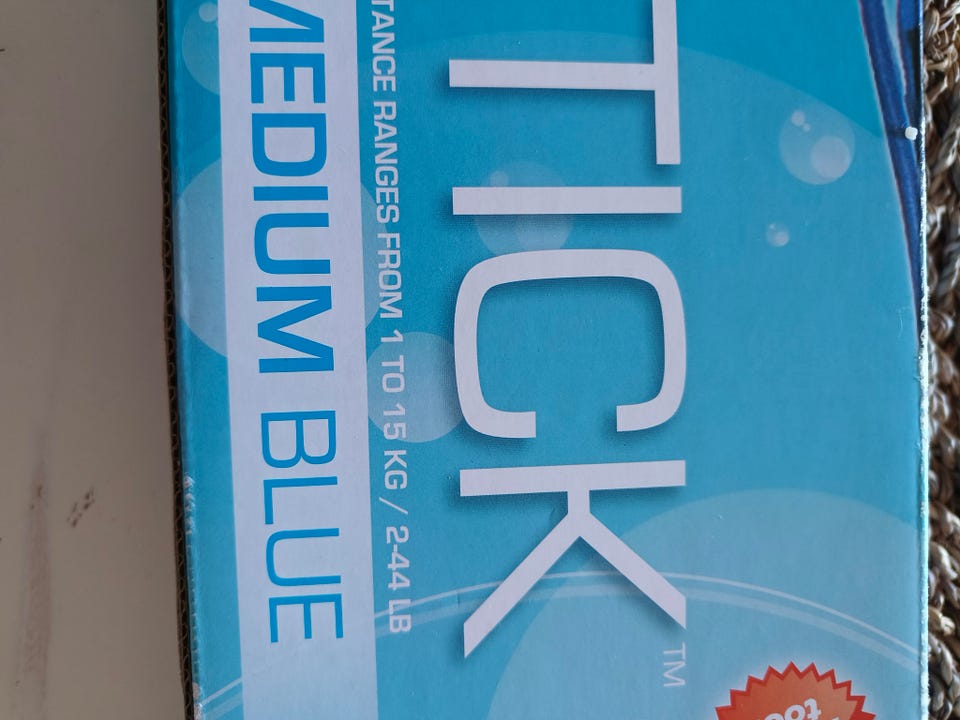 TICK™
TANCE RANGES FROM 1 TO 15 KG / 2-44 LB
MEDIUM BLUE